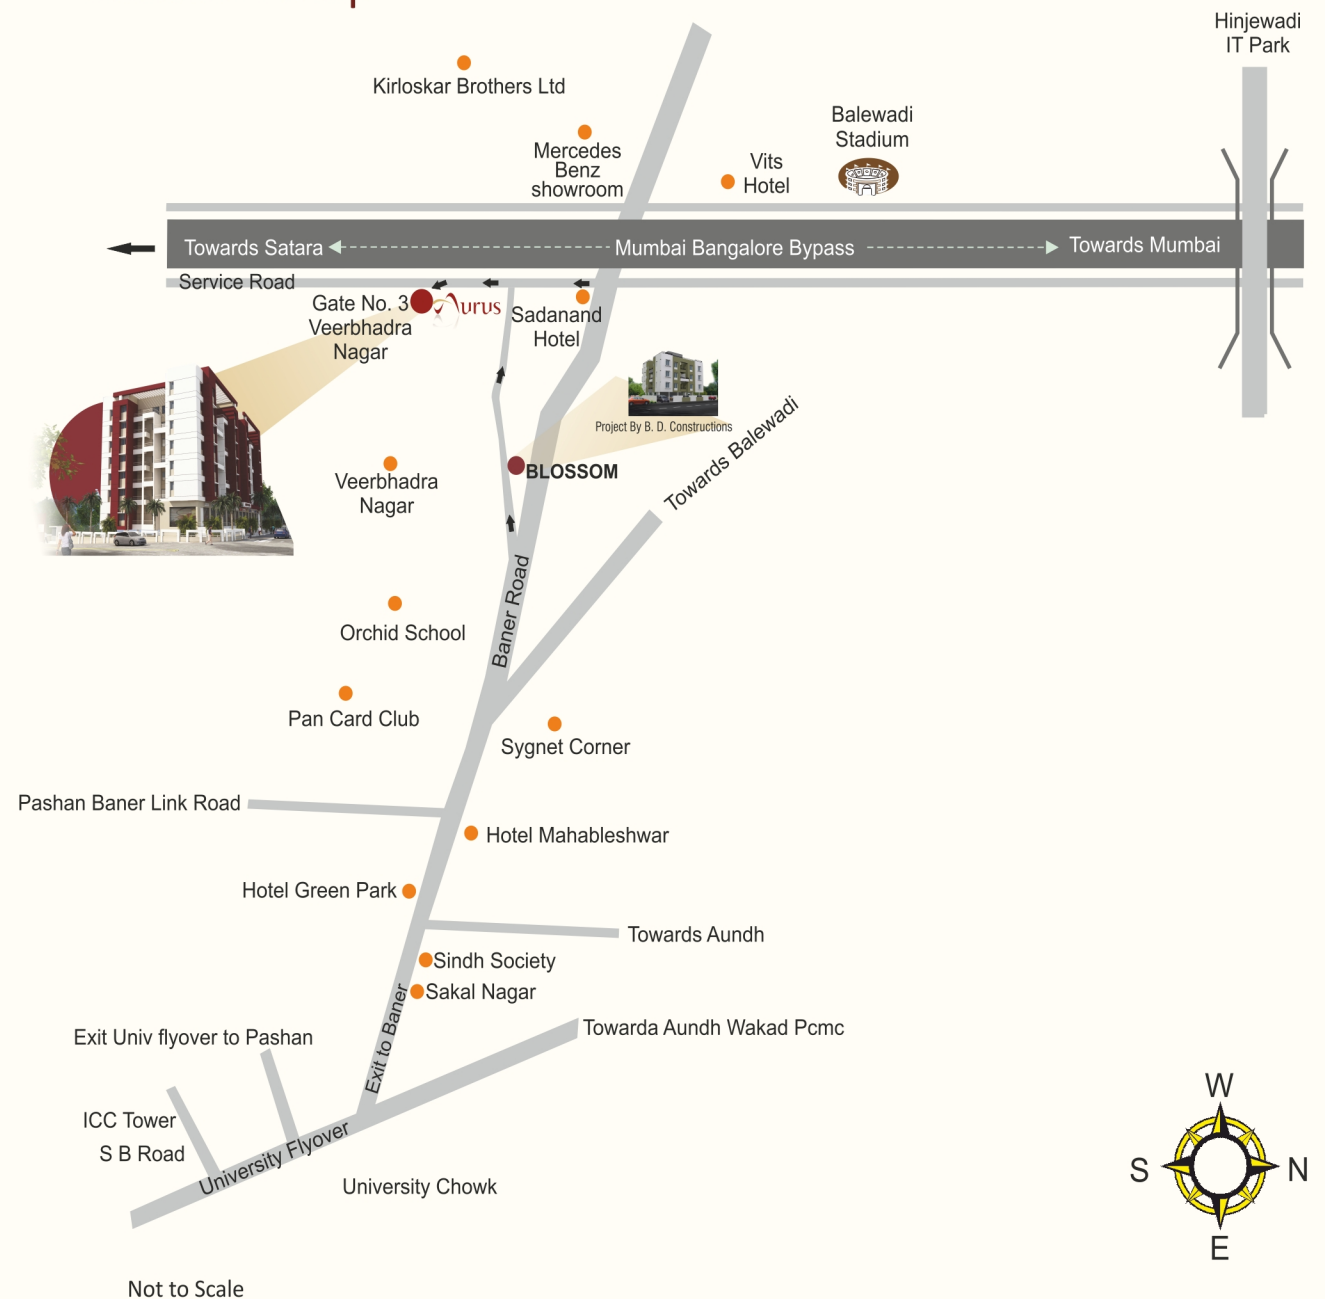 Hinjewadi
IT Park
Kirloskar Brothers Ltd
Balewadi
Stadium
Mercedes
Benz
showroom
Vits
Hotel
Towards Satara
Mumbai Bangalore Bypass
Towards Mumbai
Service Road
Gate No. 3
Veerbhadra
Nagar
Aurus
Sadanand
Hotel
Project By B. D. Constructions
Towards Balewadi
BLOSSOM
Veerbhadra
Nagar
Baner Road
Orchid School
Pan Card Club
Sygnet Corner
Pashan Baner Link Road
Hotel Mahableshwar
Hotel Green Park
Towards Aundh
Sindh Society
Sakal Nagar
Exit to Baner
Towarda Aundh Wakad Pcmc
Exit Univ flyover to Pashan
ICC Tower
S B Road
University Flyover
University Chowk
W
S
N
E
Not to Scale